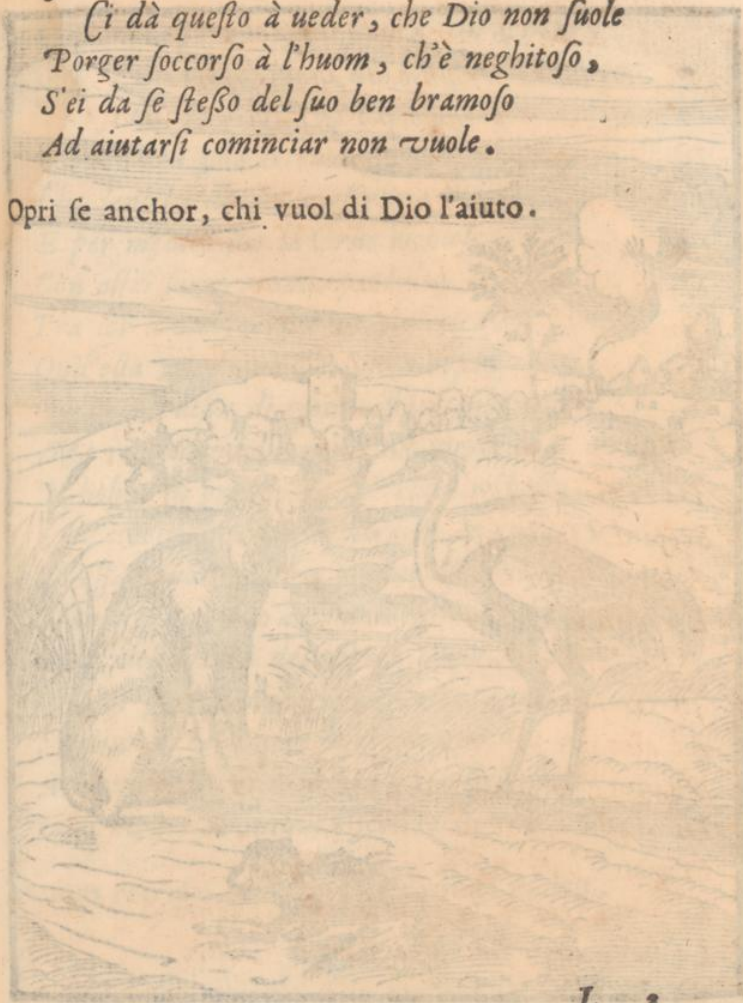 Ci dà queſto à ueder, che Dio non ſuole
Porger ſoccorſo à l'huom, ch'è neghitoſo,
S'ei da ſe ſteßo del ſuo ben bramoſo
Ad aiutarſi cominciar non vuole.
Opri ſe anchor, chi vuol di Dio l'aiuto.